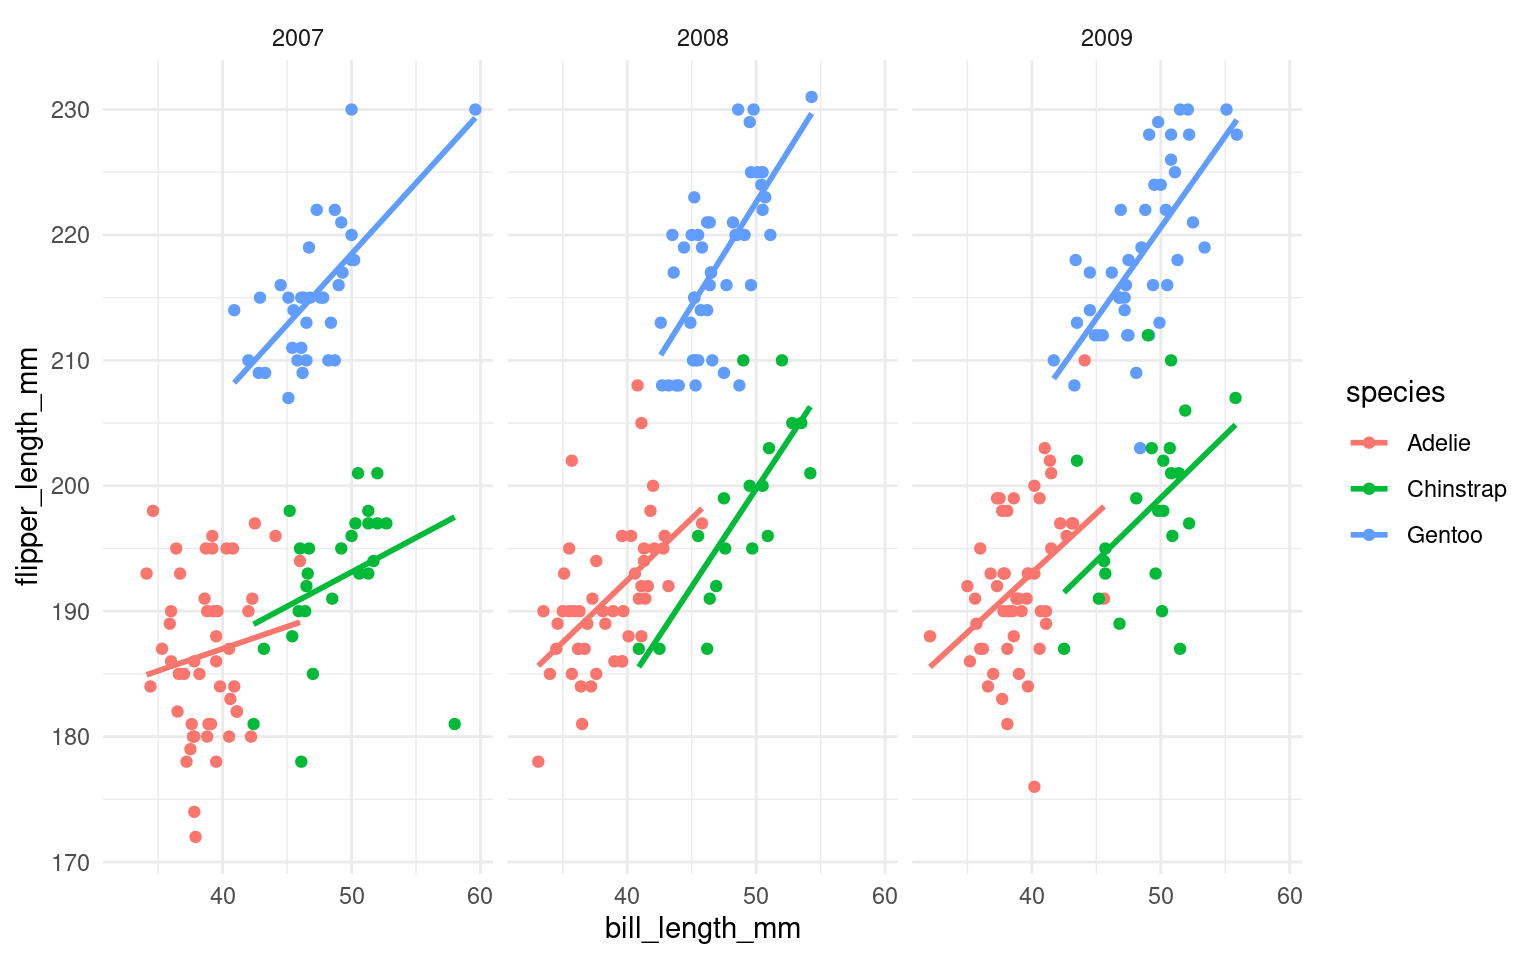 2007 2008 2009
230
220
210
200
190
180
170
flipper_length_mm
40 50 60 40 50 60 40 50 60
bill_length_mm
species
Adelie
Chinstrap
Gentoo